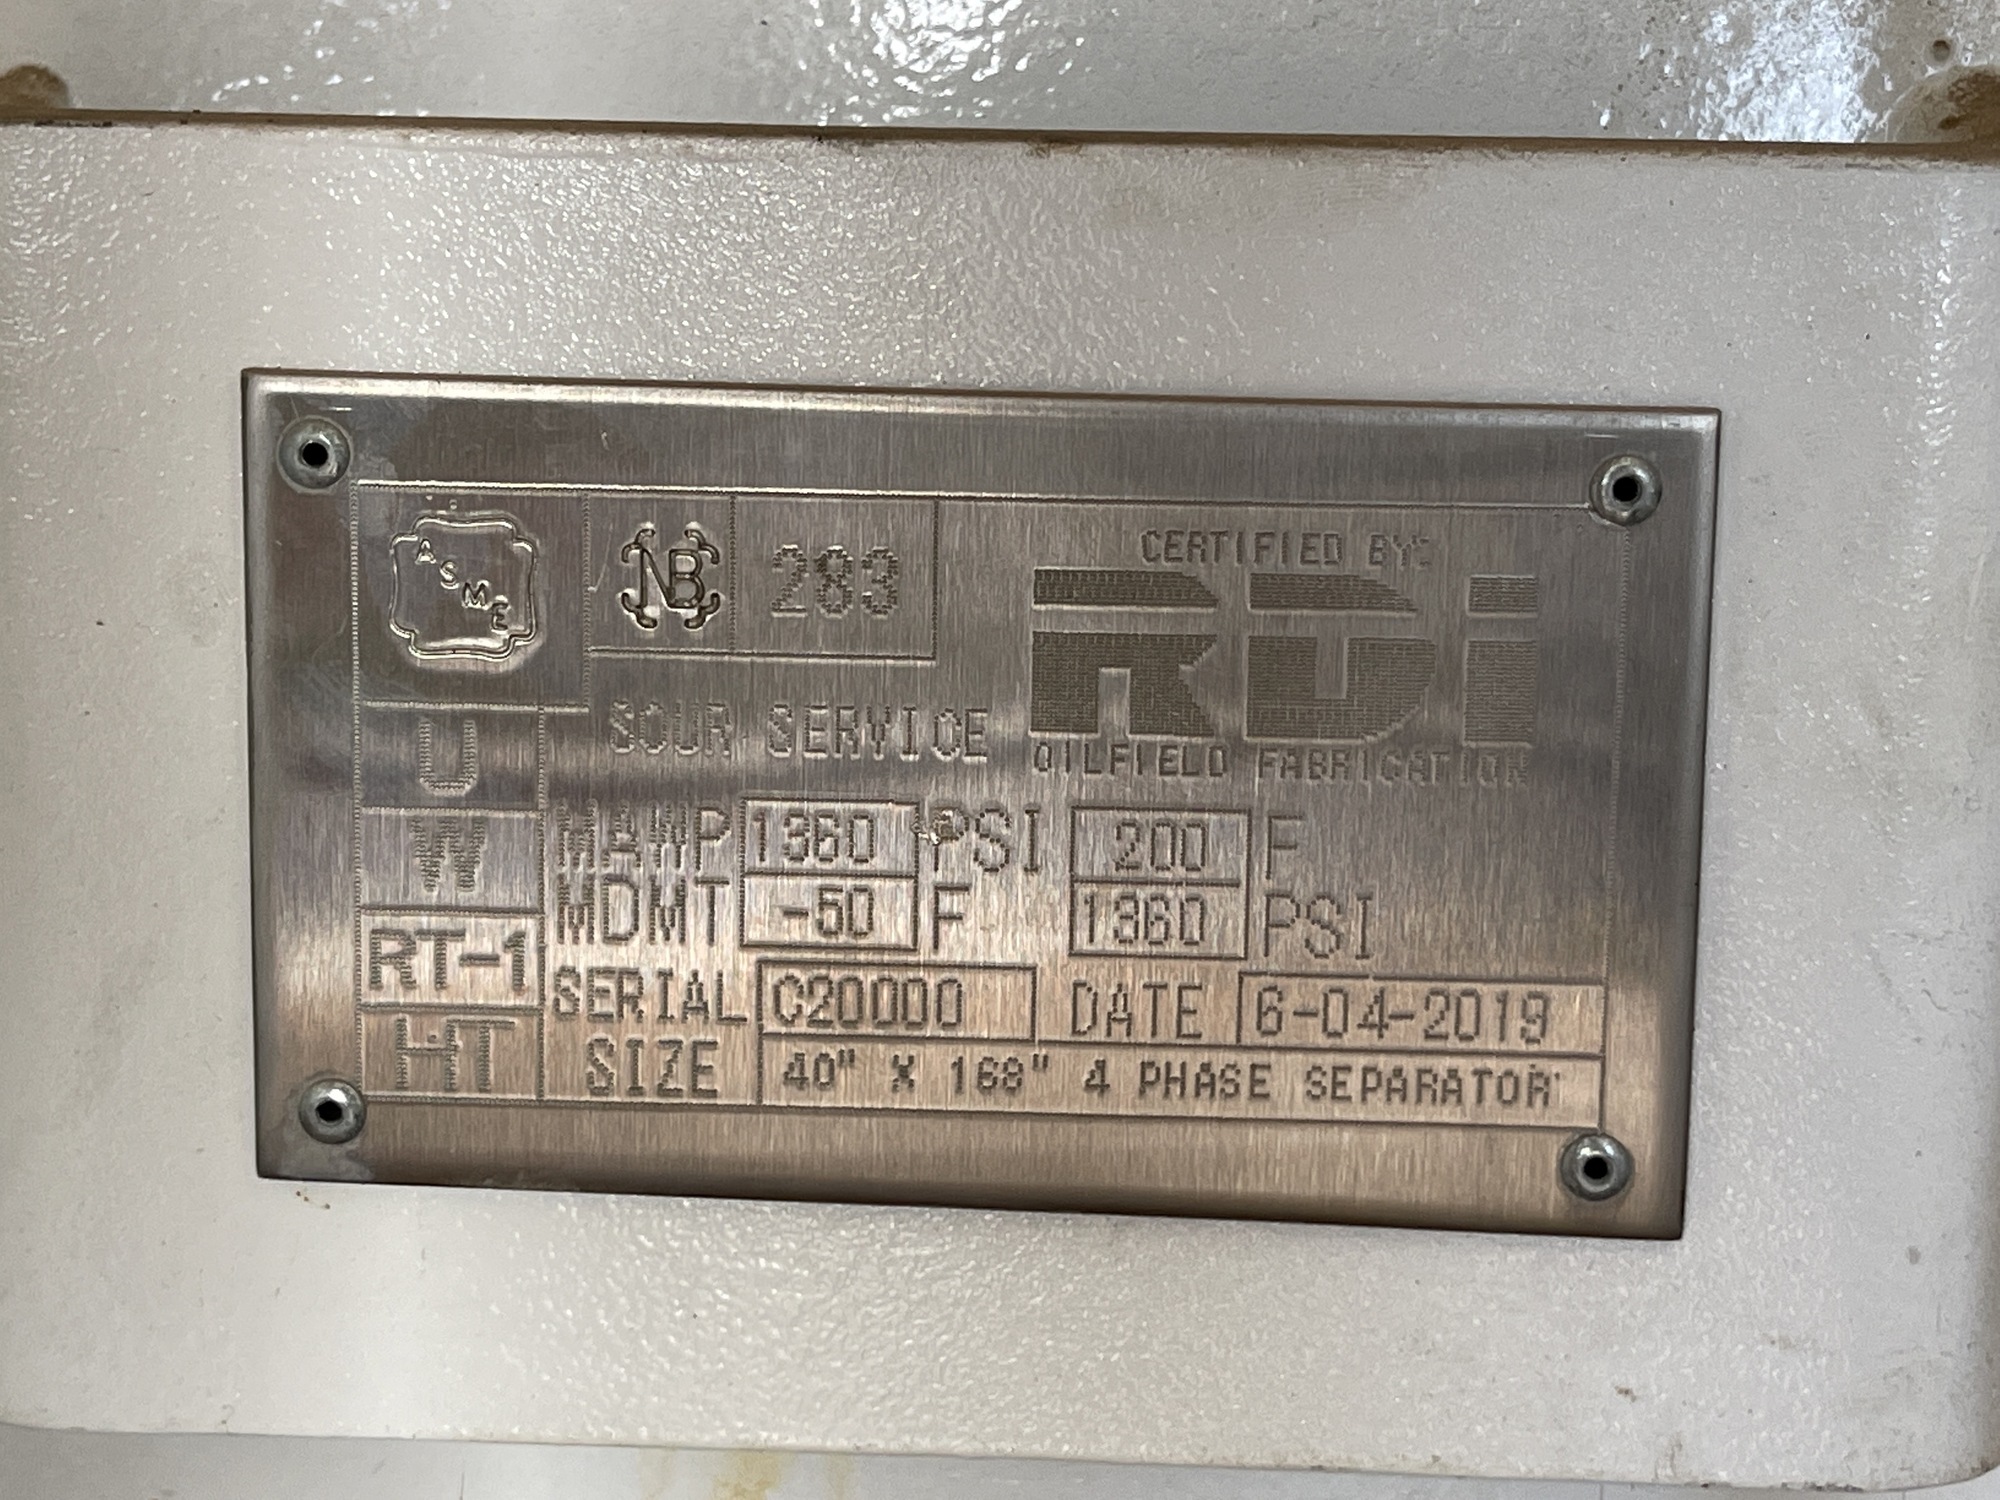 ASME
NB 283
CERTIFIED BY:
RDi
OILFIELD FABRICATION
U
SOUR SERVICE
W
MAWP 1360 PSI 200 F
MDMT -50 F 1360 PSI
RT-1
SERIAL C20000 DATE 6-04-2019
HT
SIZE 40" X 168" 4 PHASE SEPARATOR